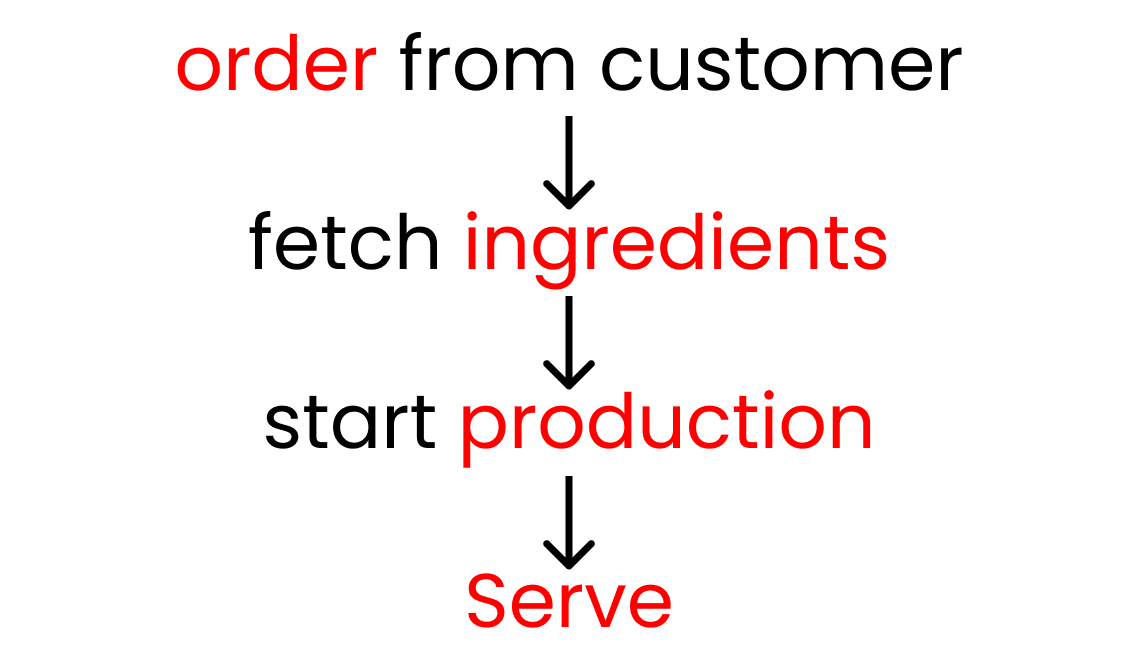 order from customer
fetch ingredients
start production
Serve